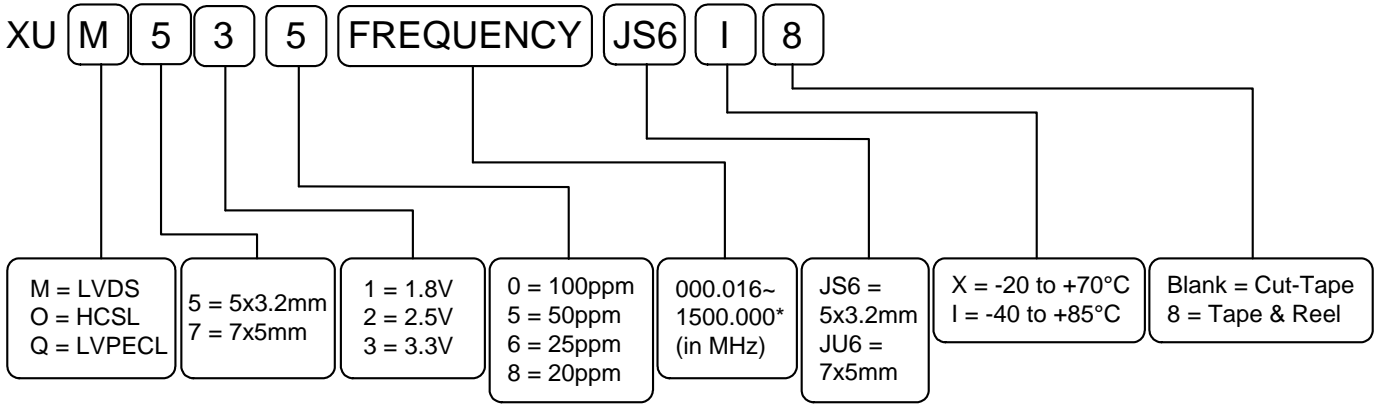 XU M 5 3 5 FREQUENCY JS6 I 8
M = LVDS
O = HCSL
Q = LVPECL
5 = 5x3.2mm
7 = 7x5mm
1 = 1.8V
2 = 2.5V
3 = 3.3V
0 = 100ppm
5 = 50ppm
6 = 25ppm
8 = 20ppm
000.016~
1500.000*
(in MHz)
JS6 =
5x3.2mm
JU6 =
7x5mm
X = -20 to +70°C
I = -40 to +85°C
Blank = Cut-Tape
8 = Tape & Reel